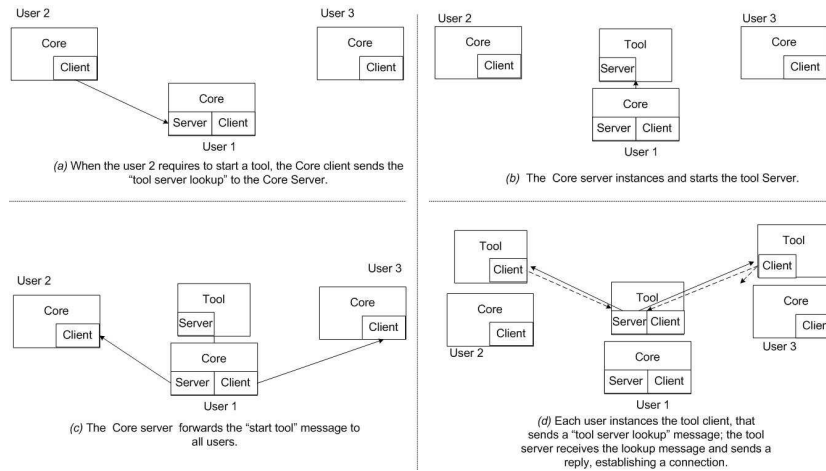 User 2
User 3
Core
Core
Client
Client
Core
Server
Client
User 1
(a) When the user 2 requires to start a tool, the Core client sends the
"tool server lookup" to the Core Server.
User 2
User 3
Core
Tool
Core
Client
Server
Client
Core
Server
Client
User 1
(b) The Core server instances and starts the tool Server.
User 2
User 3
Core
Tool
Core
Client
Server
Client
Core
Server
Client
User 1
(c) The Core server forwards the "start tool" message to
all users.
Tool
Tool
Client
Client
Tool
Server
Client
Core
Core
Client
Client
User 2
User 3
Core
Server
Client
User 1
(d) Each user instances the tool client, that
sends a "tool server lookup" message; the tool
server receives the lookup message and sends a
reply, establishing a connection.